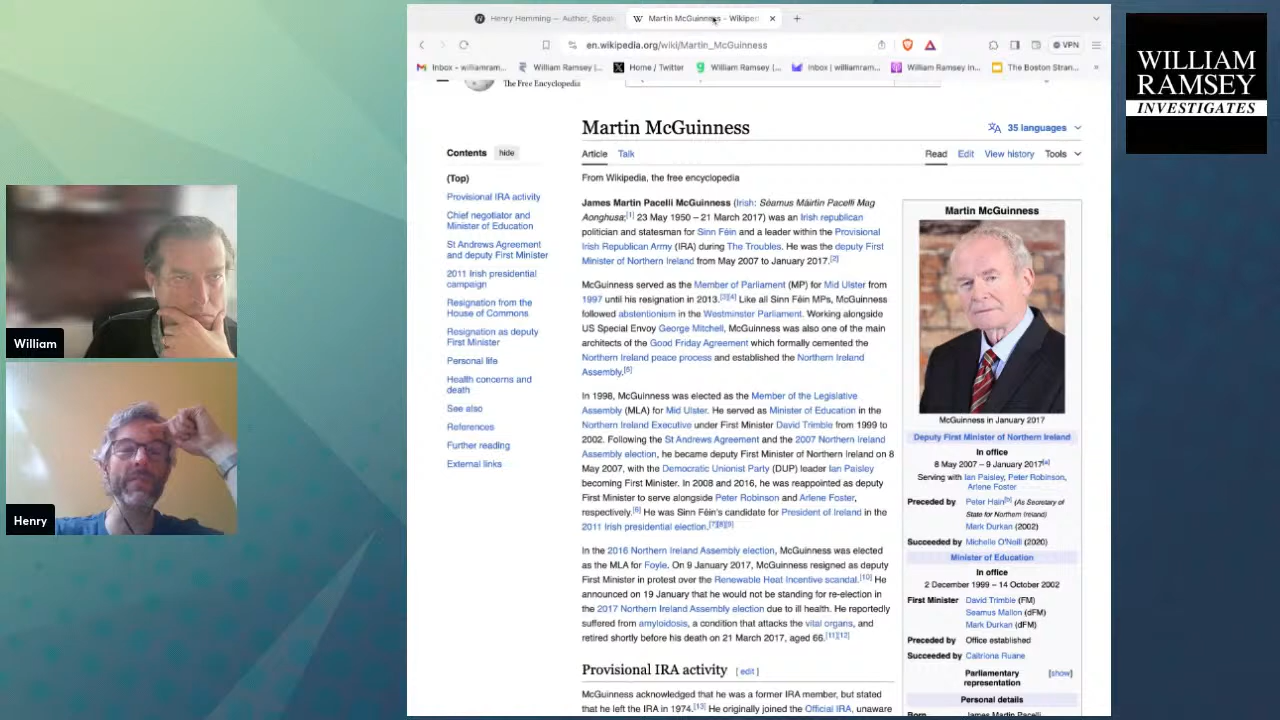 Henry Hemming — Author, Speak
Martin McGuinness - Wikiped
en.wikipedia.org/wiki/Martin_McGuinness
VPN
Inbox - williamram...
William Ramsey |...
Home / Twitter
William Ramsey |...
Inbox | williamram...
William Ramsey In...
The Boston Stran...
WILLIAM
RAMSEY
INVESTIGATES
The Free Encyclopedia
Martin McGuinness
35 languages
Contents
hide
Article
Talk
Read
Edit
View history
Tools
From Wikipedia, the free encyclopedia
(Top)
Provisional IRA activity
Chief negotiator and
Minister of Education
St Andrews Agreement
and deputy First Minister
2011 Irish presidential
campaign
Resignation from the
House of Commons
Resignation as deputy
First Minister
Personal life
Health concerns and
death
See also
References
Further reading
External links
James Martin Pacelli McGuinness (Irish: Séamus Máirtín Pacelli Mag
Aonghusa;[1] 23 May 1950 – 21 March 2017) was an Irish republican
politician and statesman for Sinn Féin and a leader within the Provisional
Irish Republican Army (IRA) during The Troubles. He was the deputy First
Minister of Northern Ireland from May 2007 to January 2017.[2]
McGuinness served as the Member of Parliament (MP) for Mid Ulster from
1997 until his resignation in 2013.[3][4] Like all Sinn Féin MPs, McGuinness
followed abstentionism in the Westminster Parliament. Working alongside
US Special Envoy George Mitchell, McGuinness was also one of the main
architects of the Good Friday Agreement which formally cemented the
Northern Ireland peace process and established the Northern Ireland
Assembly.[5]
In 1998, McGuinness was elected as the Member of the Legislative
Assembly (MLA) for Mid Ulster. He served as Minister of Education in the
Northern Ireland Executive under First Minister David Trimble from 1999 to
2002. Following the St Andrews Agreement and the 2007 Northern Ireland
Assembly election, he became deputy First Minister of Northern Ireland on 8
May 2007, with the Democratic Unionist Party (DUP) leader Ian Paisley
becoming First Minister. In 2008 and 2016, he was reappointed as deputy
First Minister to serve alongside Peter Robinson and Arlene Foster,
respectively.[6] He was Sinn Féin's candidate for President of Ireland in the
2011 Irish presidential election.[7][8][9]
In the 2016 Northern Ireland Assembly election, McGuinness was elected
as the MLA for Foyle. On 9 January 2017, McGuinness resigned as deputy
First Minister in protest over the Renewable Heat Incentive scandal.[10] He
announced on 19 January that he would not be standing for re-election in
the 2017 Northern Ireland Assembly election due to ill health. He reportedly
suffered from amyloidosis, a condition that attacks the vital organs, and
retired shortly before his death on 21 March 2017, aged 66.[11][12]
Provisional IRA activity [ edit ]
McGuinness acknowledged that he was a former IRA member, but stated
that he left the IRA in 1974.[13] He originally joined the Official IRA, unaware
Martin McGuinness
McGuinness in January 2017
Deputy First Minister of Northern Ireland
In office
8 May 2007 – 9 January 2017[a]
Serving with Ian Paisley, Peter Robinson,
Arlene Foster
Preceded by Peter Hain[b] (As Secretary of
State for Northern Ireland)
Mark Durkan (2002)
Succeeded by Michelle O'Neill (2020)
Minister of Education
In office
2 December 1999 – 14 October 2002
First Minister David Trimble (FM)
Seamus Mallon (dFM)
Mark Durkan (dFM)
Preceded by Office established
Succeeded by Caitríona Ruane
Parliamentary
representation
[show]
Personal details
Born James Martin Pacelli
William
Henry